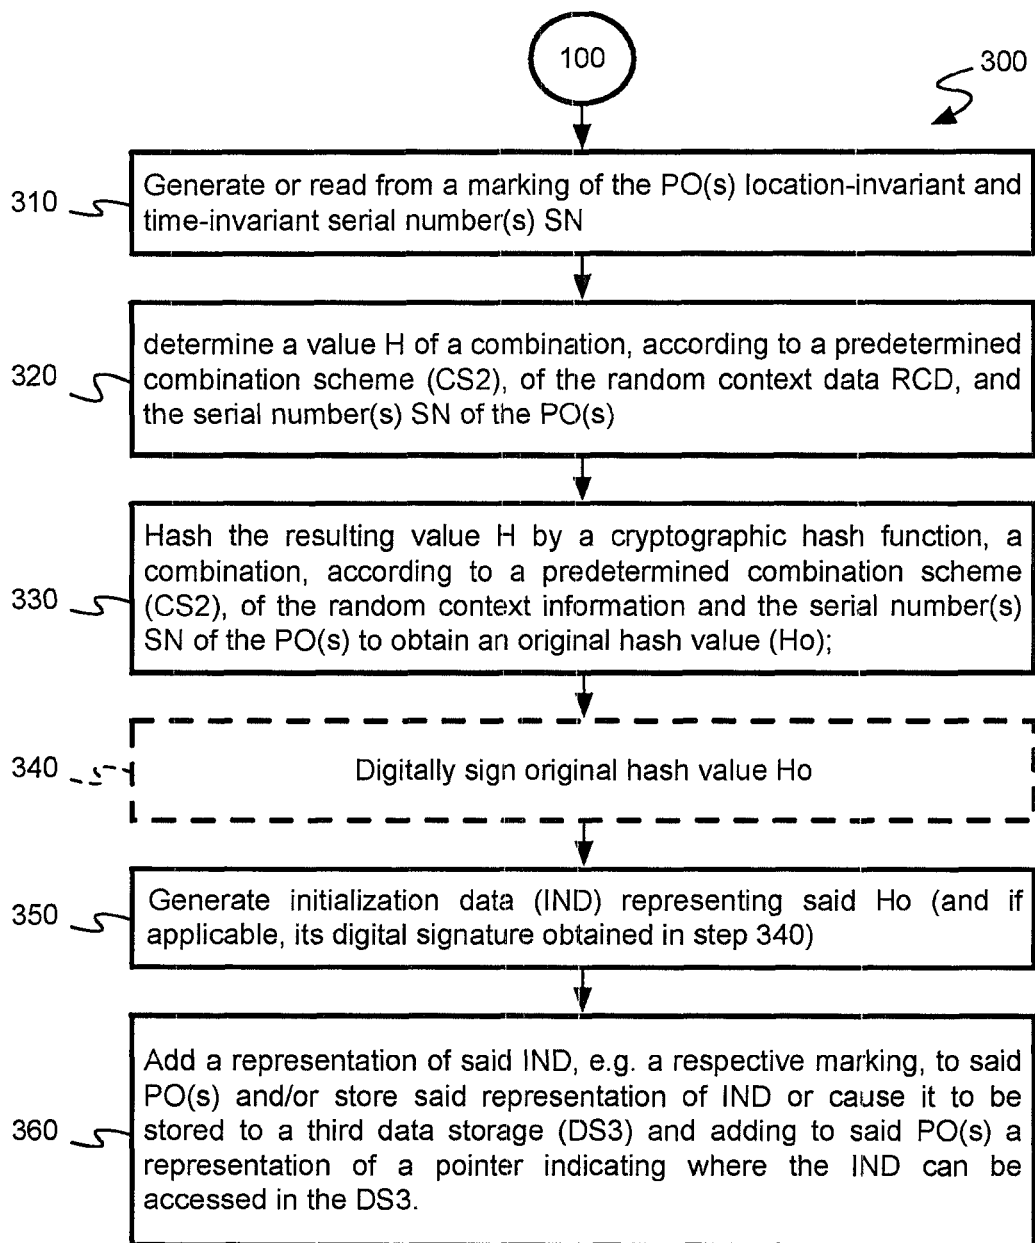 100
300
310
Generate or read from a marking of the PO(s) location-invariant and
time-invariant serial number(s) SN
320
determine a value H of a combination, according to a predetermined
combination scheme (CS2), of the random context data RCD, and
the serial number(s) SN of the PO(s)
330
Hash the resulting value H by a cryptographic hash function, a
combination, according to a predetermined combination scheme
(CS2), of the random context information and the serial number(s)
SN of the PO(s) to obtain an original hash value (Ho);
340
Digitally sign original hash value Ho
350
Generate initialization data (IND) representing said Ho (and if
applicable, its digital signature obtained in step 340)
360
Add a representation of said IND, e.g. a respective marking, to said
PO(s) and/or store said representation of IND or cause it to be
stored to a third data storage (DS3) and adding to said PO(s) a
representation of a pointer indicating where the IND can be
accessed in the DS3.